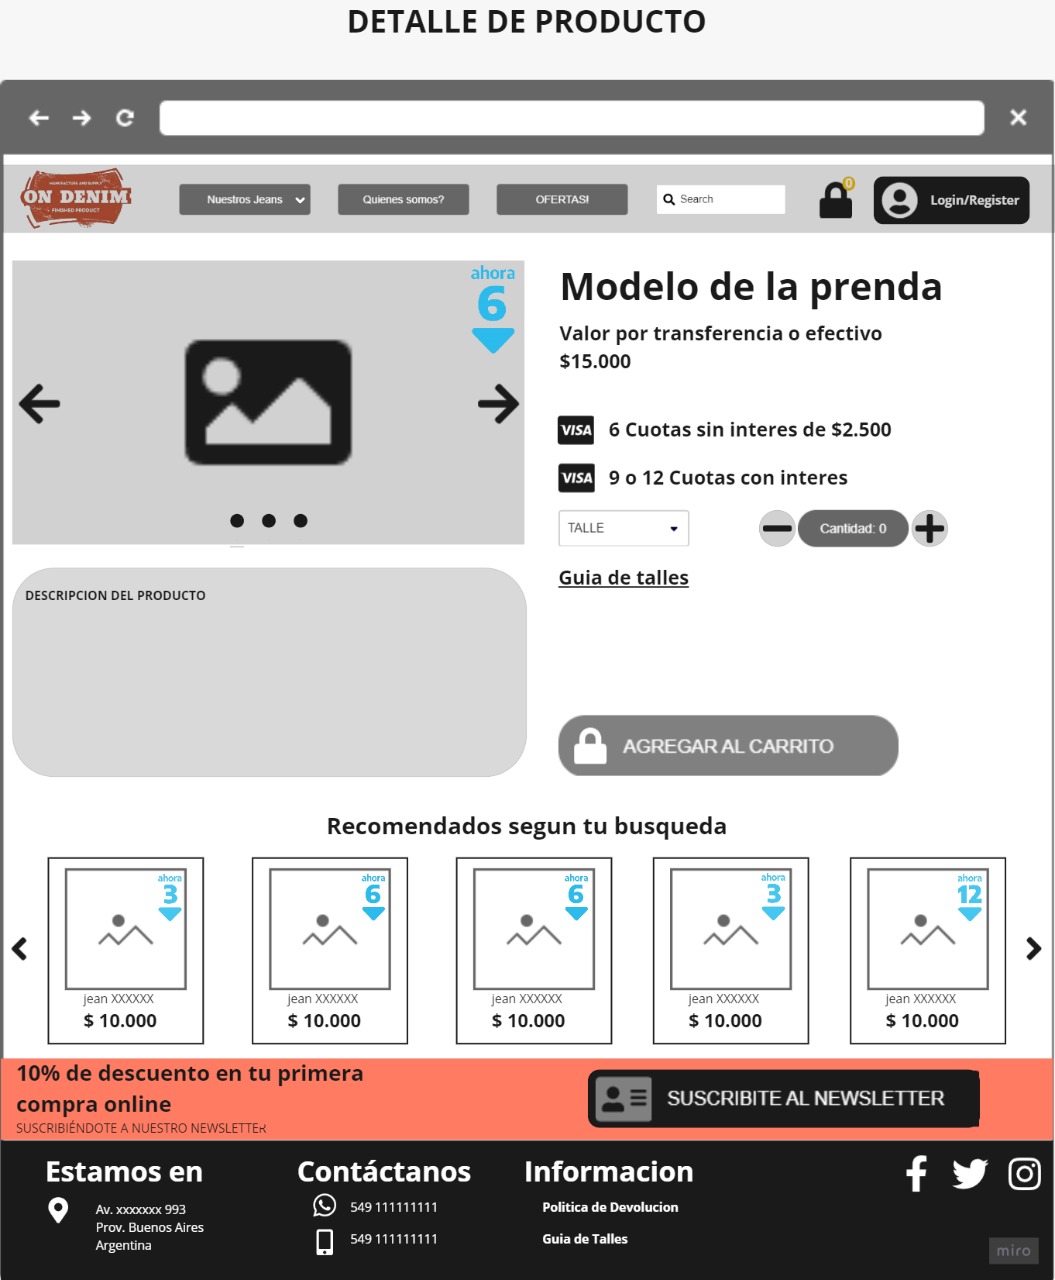 DETALLE DE PRODUCTO
MANUFACTURE AND SUPPLY
ON DENIM
FINISHED PRODUCT
Nuestros Jeans
Quienes somos?
OFERTAS!
Search
0
Login/Register
ahora
6
Modelo de la prenda
Valor por transferencia o efectivo
$15.000
VISA 6 Cuotas sin interes de $2.500
VISA 9 o 12 Cuotas con interes
TALLE
Cantidad: 0
Guia de talles
DESCRIPCION DEL PRODUCTO
AGREGAR AL CARRITO
Recomendados segun tu busqueda
ahora
3
jean XXXXXX
$ 10.000
ahora
6
jean XXXXXX
$ 10.000
ahora
6
jean XXXXXX
$ 10.000
ahora
3
jean XXXXXX
$ 10.000
ahora
12
jean XXXXXX
$ 10.000
10% de descuento en tu primera
compra online
SUSCRIBIÉNDOTE A NUESTRO NEWSLETTER
SUSCRIBITE AL NEWSLETTER
Estamos en
Av. xxxxxxx 993
Prov. Buenos Aires
Argentina
Contáctanos
549 111111111
549 111111111
Informacion
Politica de Devolucion
Guia de Talles
miro